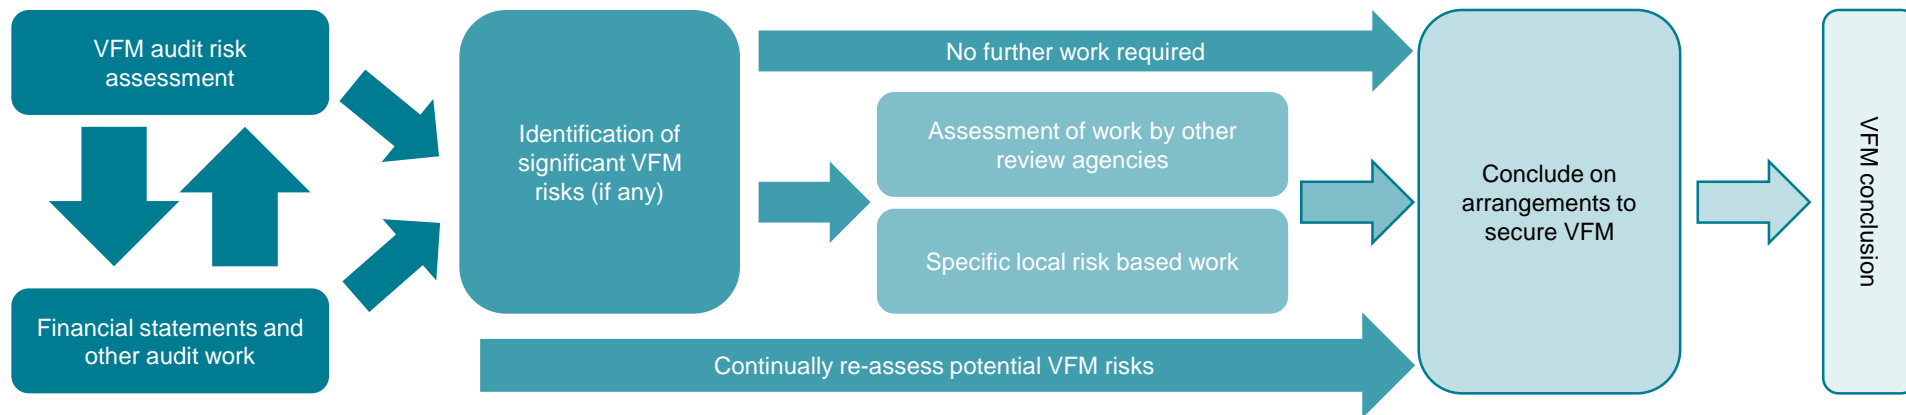 VFM audit risk
assessment
Financial statements and
other audit work
Identification of
significant VFM
risks (if any)
No further work required
Assessment of work by other
review agencies
Specific local risk based work
Continually re-assess potential VFM risks
Conclude on
arrangements to
secure VFM
VFM conclusion